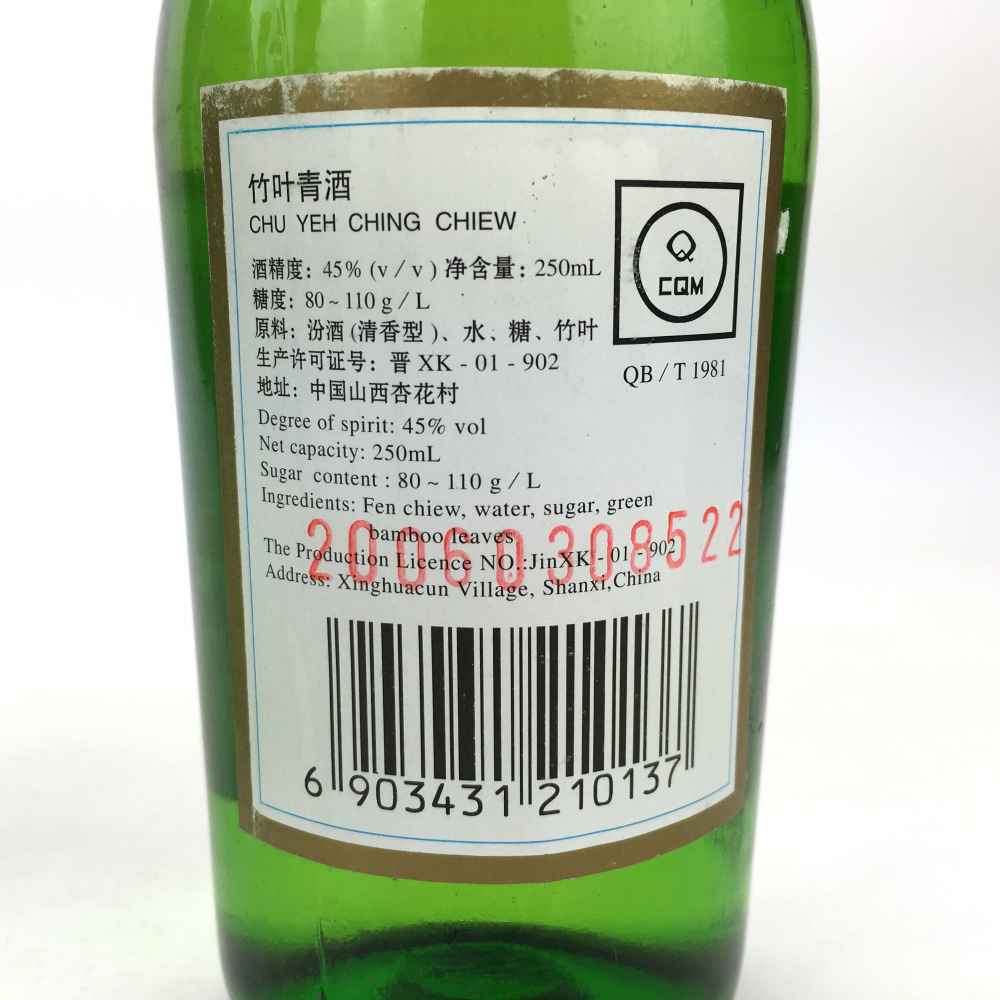 竹叶青酒
CHU YEH CHING CHIEW
酒精度: 45% (v/v) 净含量: 250mL
糖度: 80~110 g/L
原料: 汾酒 (清香型)、水、糖、竹叶
生产许可证号: 晋 XK - 01 - 902
地址: 中国山西杏花村
Q
CQM
QB/T 1981
Degree of spirit: 45% vol
Net capacity: 250mL
Sugar content : 80 ~ 110 g/L
Ingredients: Fen chiew, water, sugar, green
bamboo leaves
20060308522
The Production Licence NO.:JinXK - 01 - 902
Address: Xinghuacun Village, Shanxi,China
6 903431 210137